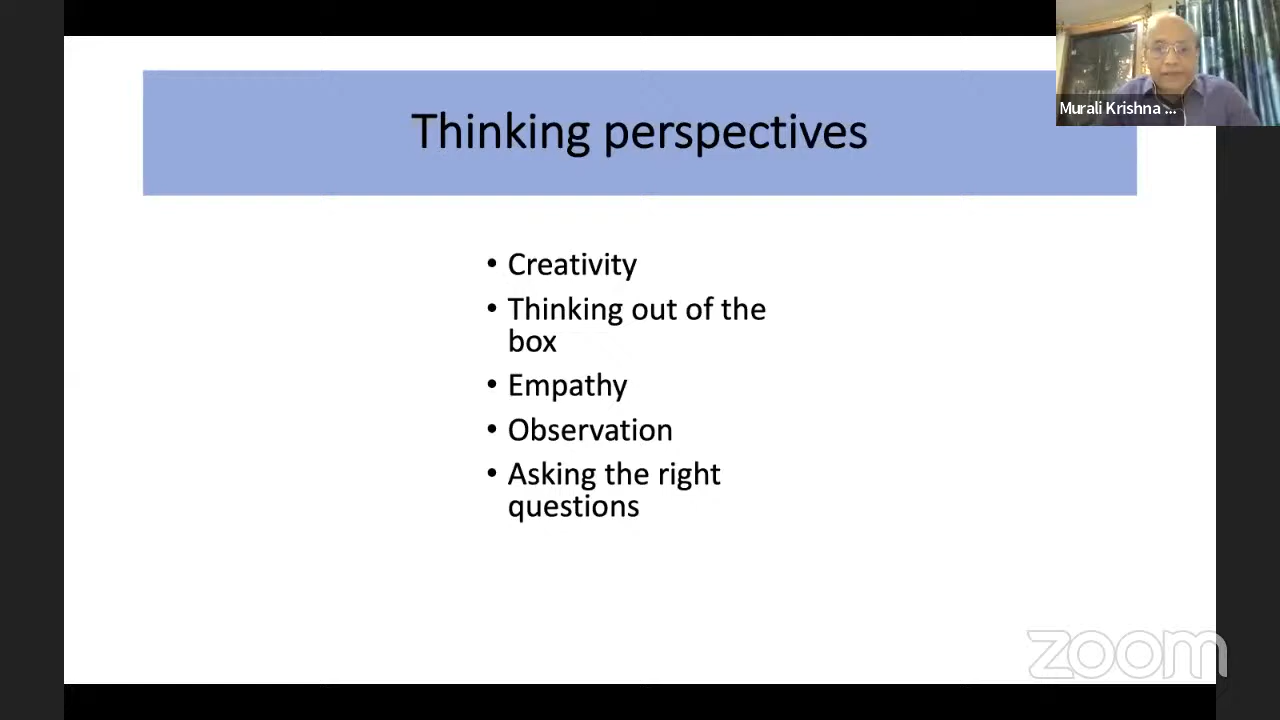 Thinking perspectives
Murali Krishna ...
• Creativity
• Thinking out of the
box
• Empathy
• Observation
• Asking the right
questions
zoom